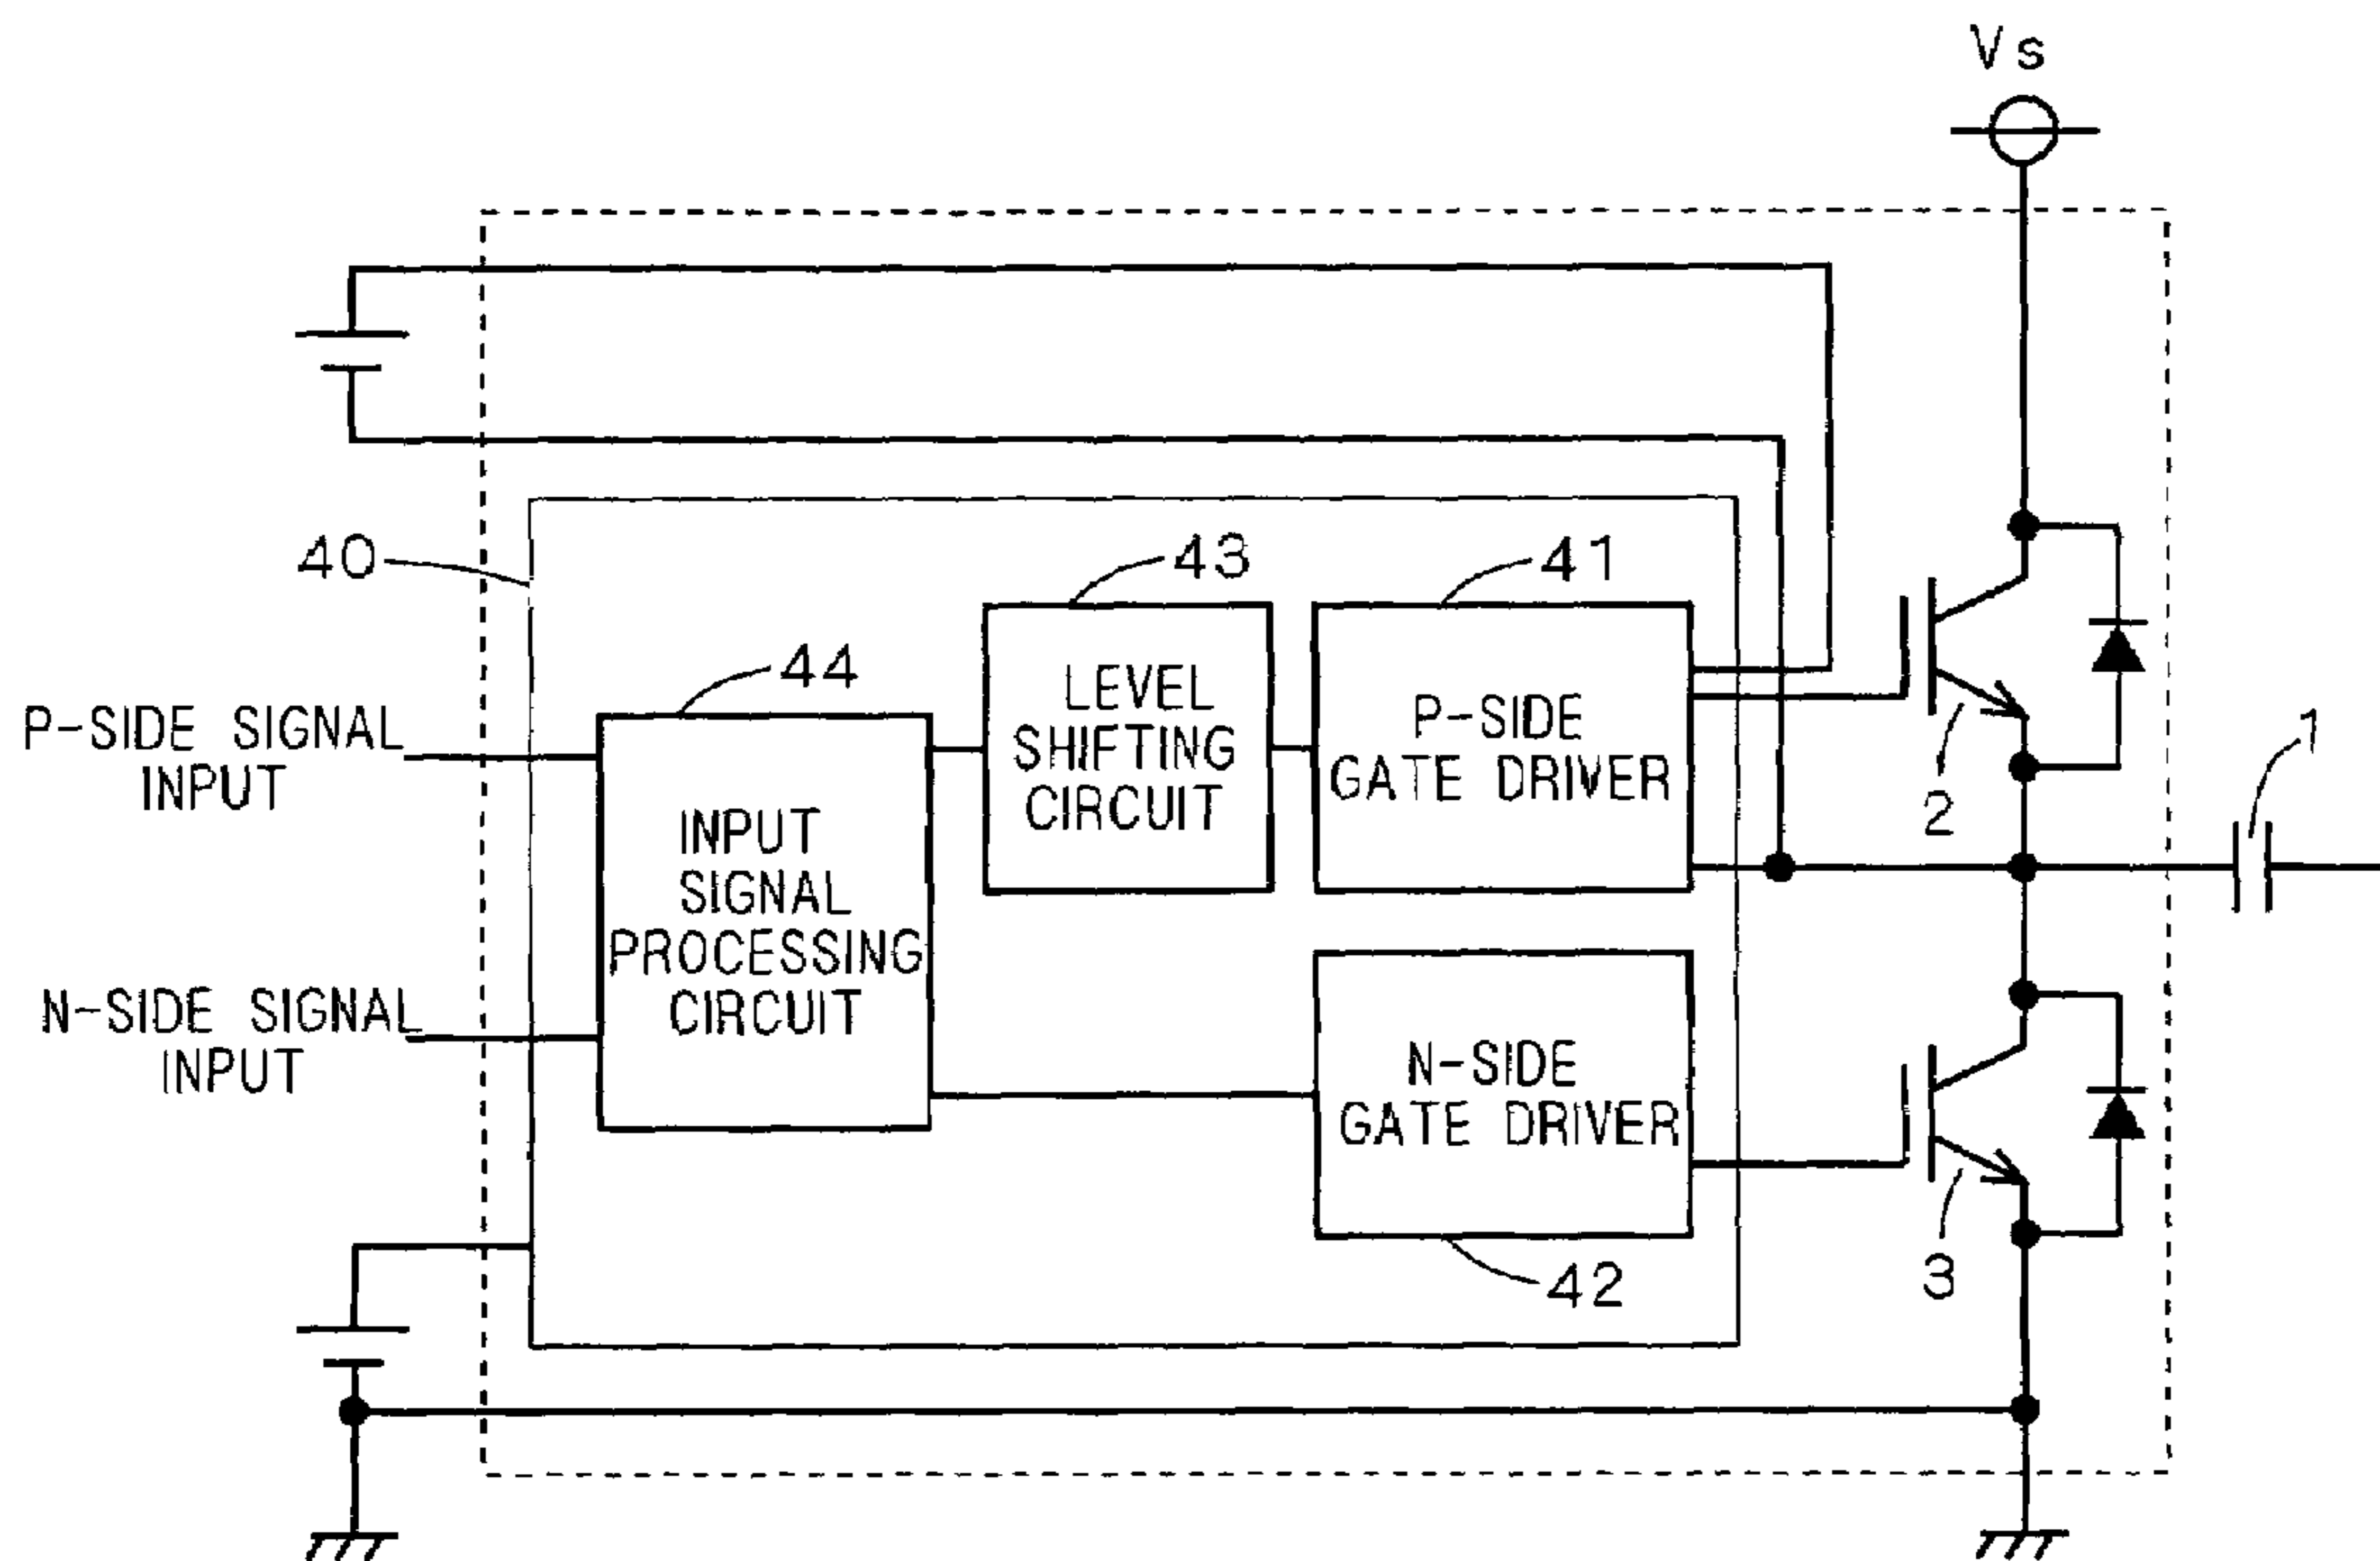 Vs
40
43
41
44
LEVEL
SHIFTING
CIRCUIT
P-SIDE
GATE DRIVER
P-SIDE SIGNAL
INPUT
2
1
INPUT
SIGNAL
PROCESSING
CIRCUIT
N-SIDE SIGNAL
INPUT
N-SIDE
GATE DRIVER
3
42